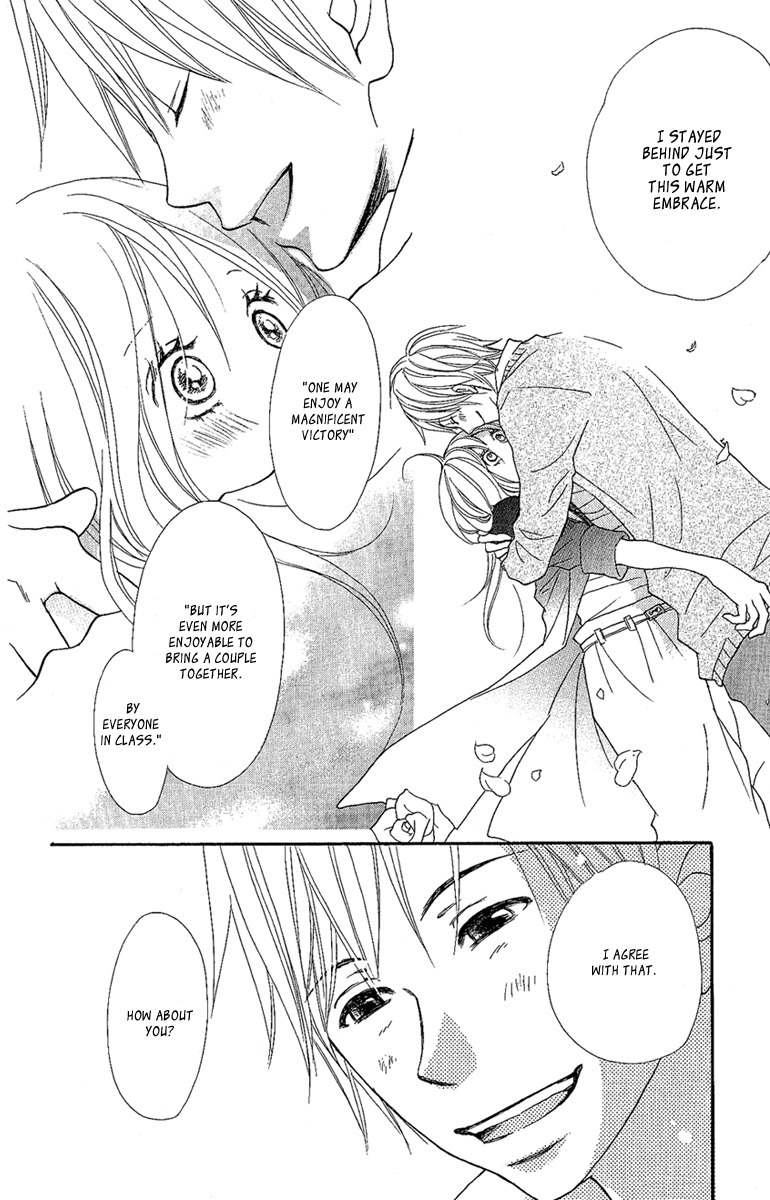 I STAYED
BEHIND JUST
TO GET
THIS WARM
EMBRACE.
"ONE MAY
ENJOY A
MAGNIFICENT
VICTORY"
"BUT IT'S
EVEN MORE
ENJOYABLE TO
BRING A COUPLE
TOGETHER.
BY
EVERYONE
IN CLASS."
I AGREE
WITH THAT.
HOW ABOUT
YOU?